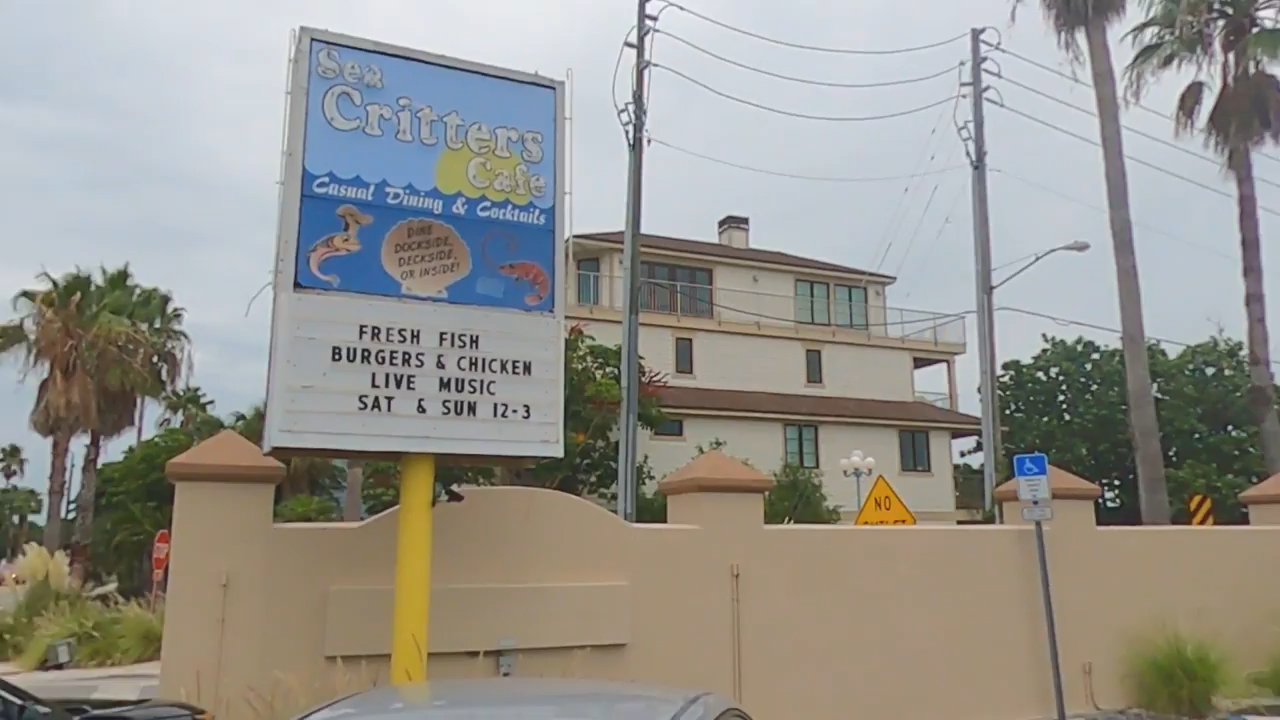 Sea
Critters
Cafe
Casual Dining & Cocktails
DINE
DOCKSIDE,
DECKSIDE,
OR INSIDE!
FRESH FISH
BURGERS & CHICKEN
LIVE MUSIC
SAT & SUN 12-3
NO
OUTLET